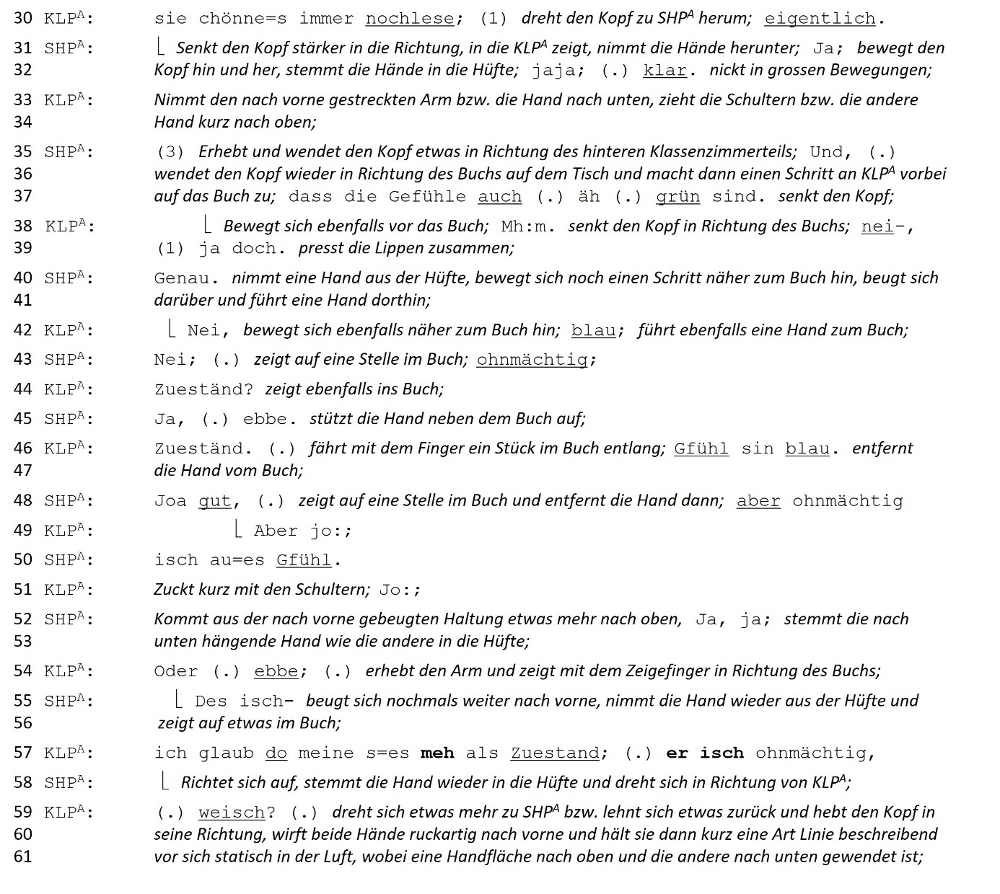 30 KLPᴬ: sie chönne=s immer nochlese; (1) dreht den Kopf zu SHPᴬ herum; eigentlich.
31 SHPᴬ: ⎣ Senkt den Kopf stärker in die Richtung, in die KLPᴬ zeigt, nimmt die Hände herunter; Ja; bewegt den
32 Kopf hin und her, stemmt die Hände in die Hüfte; jaja; (.) klar. nickt in grossen Bewegungen;
33 KLPᴬ: Nimmt den nach vorne gestreckten Arm bzw. die Hand nach unten, zieht die Schultern bzw. die andere
34 Hand kurz nach oben;
35 SHPᴬ: (3) Erhebt und wendet den Kopf etwas in Richtung des hinteren Klassenzimmerteils; Und, (.)
36 wendet den Kopf wieder in Richtung des Buchs auf dem Tisch und macht dann einen Schritt an KLPᴬ vorbei
37 auf das Buch zu; dass die Gefühle auch (.) äh (.) grün sind. senkt den Kopf;
38 KLPᴬ: ⎣ Bewegt sich ebenfalls vor das Buch; Mh:m. senkt den Kopf in Richtung des Buchs; nei-,
39 (1) ja doch. presst die Lippen zusammen;
40 SHPᴬ: Genau. nimmt eine Hand aus der Hüfte, bewegt sich noch einen Schritt näher zum Buch hin, beugt sich
41 darüber und führt eine Hand dorthin;
42 KLPᴬ: ⎣ Nei, bewegt sich ebenfalls näher zum Buch hin; blau; führt ebenfalls eine Hand zum Buch;
43 SHPᴬ: Nei; (.) zeigt auf eine Stelle im Buch; ohnmächtig;
44 KLPᴬ: Zueständ? zeigt ebenfalls ins Buch;
45 SHPᴬ: Ja, (.) ebbe. stützt die Hand neben dem Buch auf;
46 KLPᴬ: Zueständ. (.) fährt mit dem Finger ein Stück im Buch entlang; Gfühl sin blau. entfernt
47 die Hand vom Buch;
48 SHPᴬ: Joa gut, (.) zeigt auf eine Stelle im Buch und entfernt die Hand dann; aber ohnmächtig
49 KLPᴬ: ⎣ Aber jo:;
50 SHPᴬ: isch au=es Gfühl.
51 KLPᴬ: Zuckt kurz mit den Schultern; Jo:;
52 SHPᴬ: Kommt aus der nach vorne gebeugten Haltung etwas mehr nach oben, Ja, ja; stemmt die nach
53 unten hängende Hand wie die andere in die Hüfte;
54 KLPᴬ: Oder (.) ebbe; (.) erhebt den Arm und zeigt mit dem Zeigefinger in Richtung des Buchs;
55 SHPᴬ: ⎣ Des isch- beugt sich nochmals weiter nach vorne, nimmt die Hand wieder aus der Hüfte und
56 zeigt auf etwas im Buch;
57 KLPᴬ: ich glaub do meine s=es meh als Zuestand; (.) er isch ohnmächtig,
58 SHPᴬ: ⎣ Richtet sich auf, stemmt die Hand wieder in die Hüfte und dreht sich in Richtung von KLPᴬ;
59 KLPᴬ: (.) weisch? (.) dreht sich etwas mehr zu SHPᴬ bzw. lehnt sich etwas zurück und hebt den Kopf in
60 seine Richtung, wirft beide Hände ruckartig nach vorne und hält sie dann kurz eine Art Linie beschreibend
61 vor sich statisch in der Luft, wobei eine Handfläche nach oben und die andere nach unten gewendet ist;